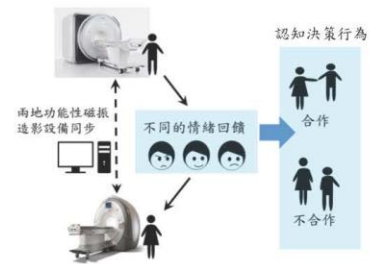 認知決策行為
兩地功能性磁振
造影設備同步
不同的情緒回饋
合作
不合作